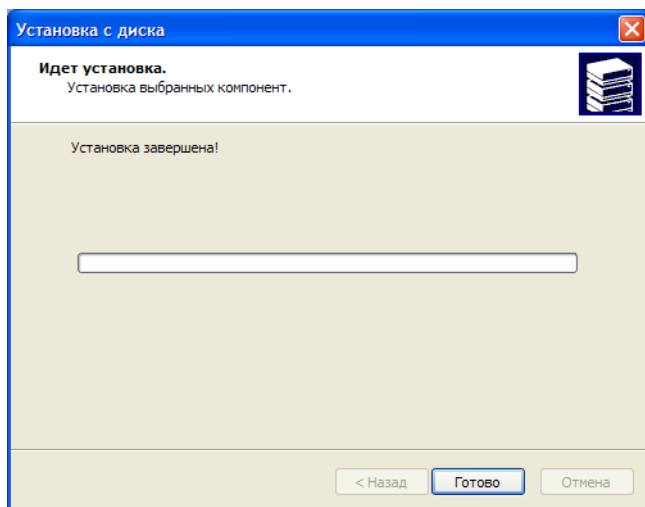 Установка с диска
Идет установка.
Установка выбранных компонент.
Установка завершена!
< Назад Готово Отмена